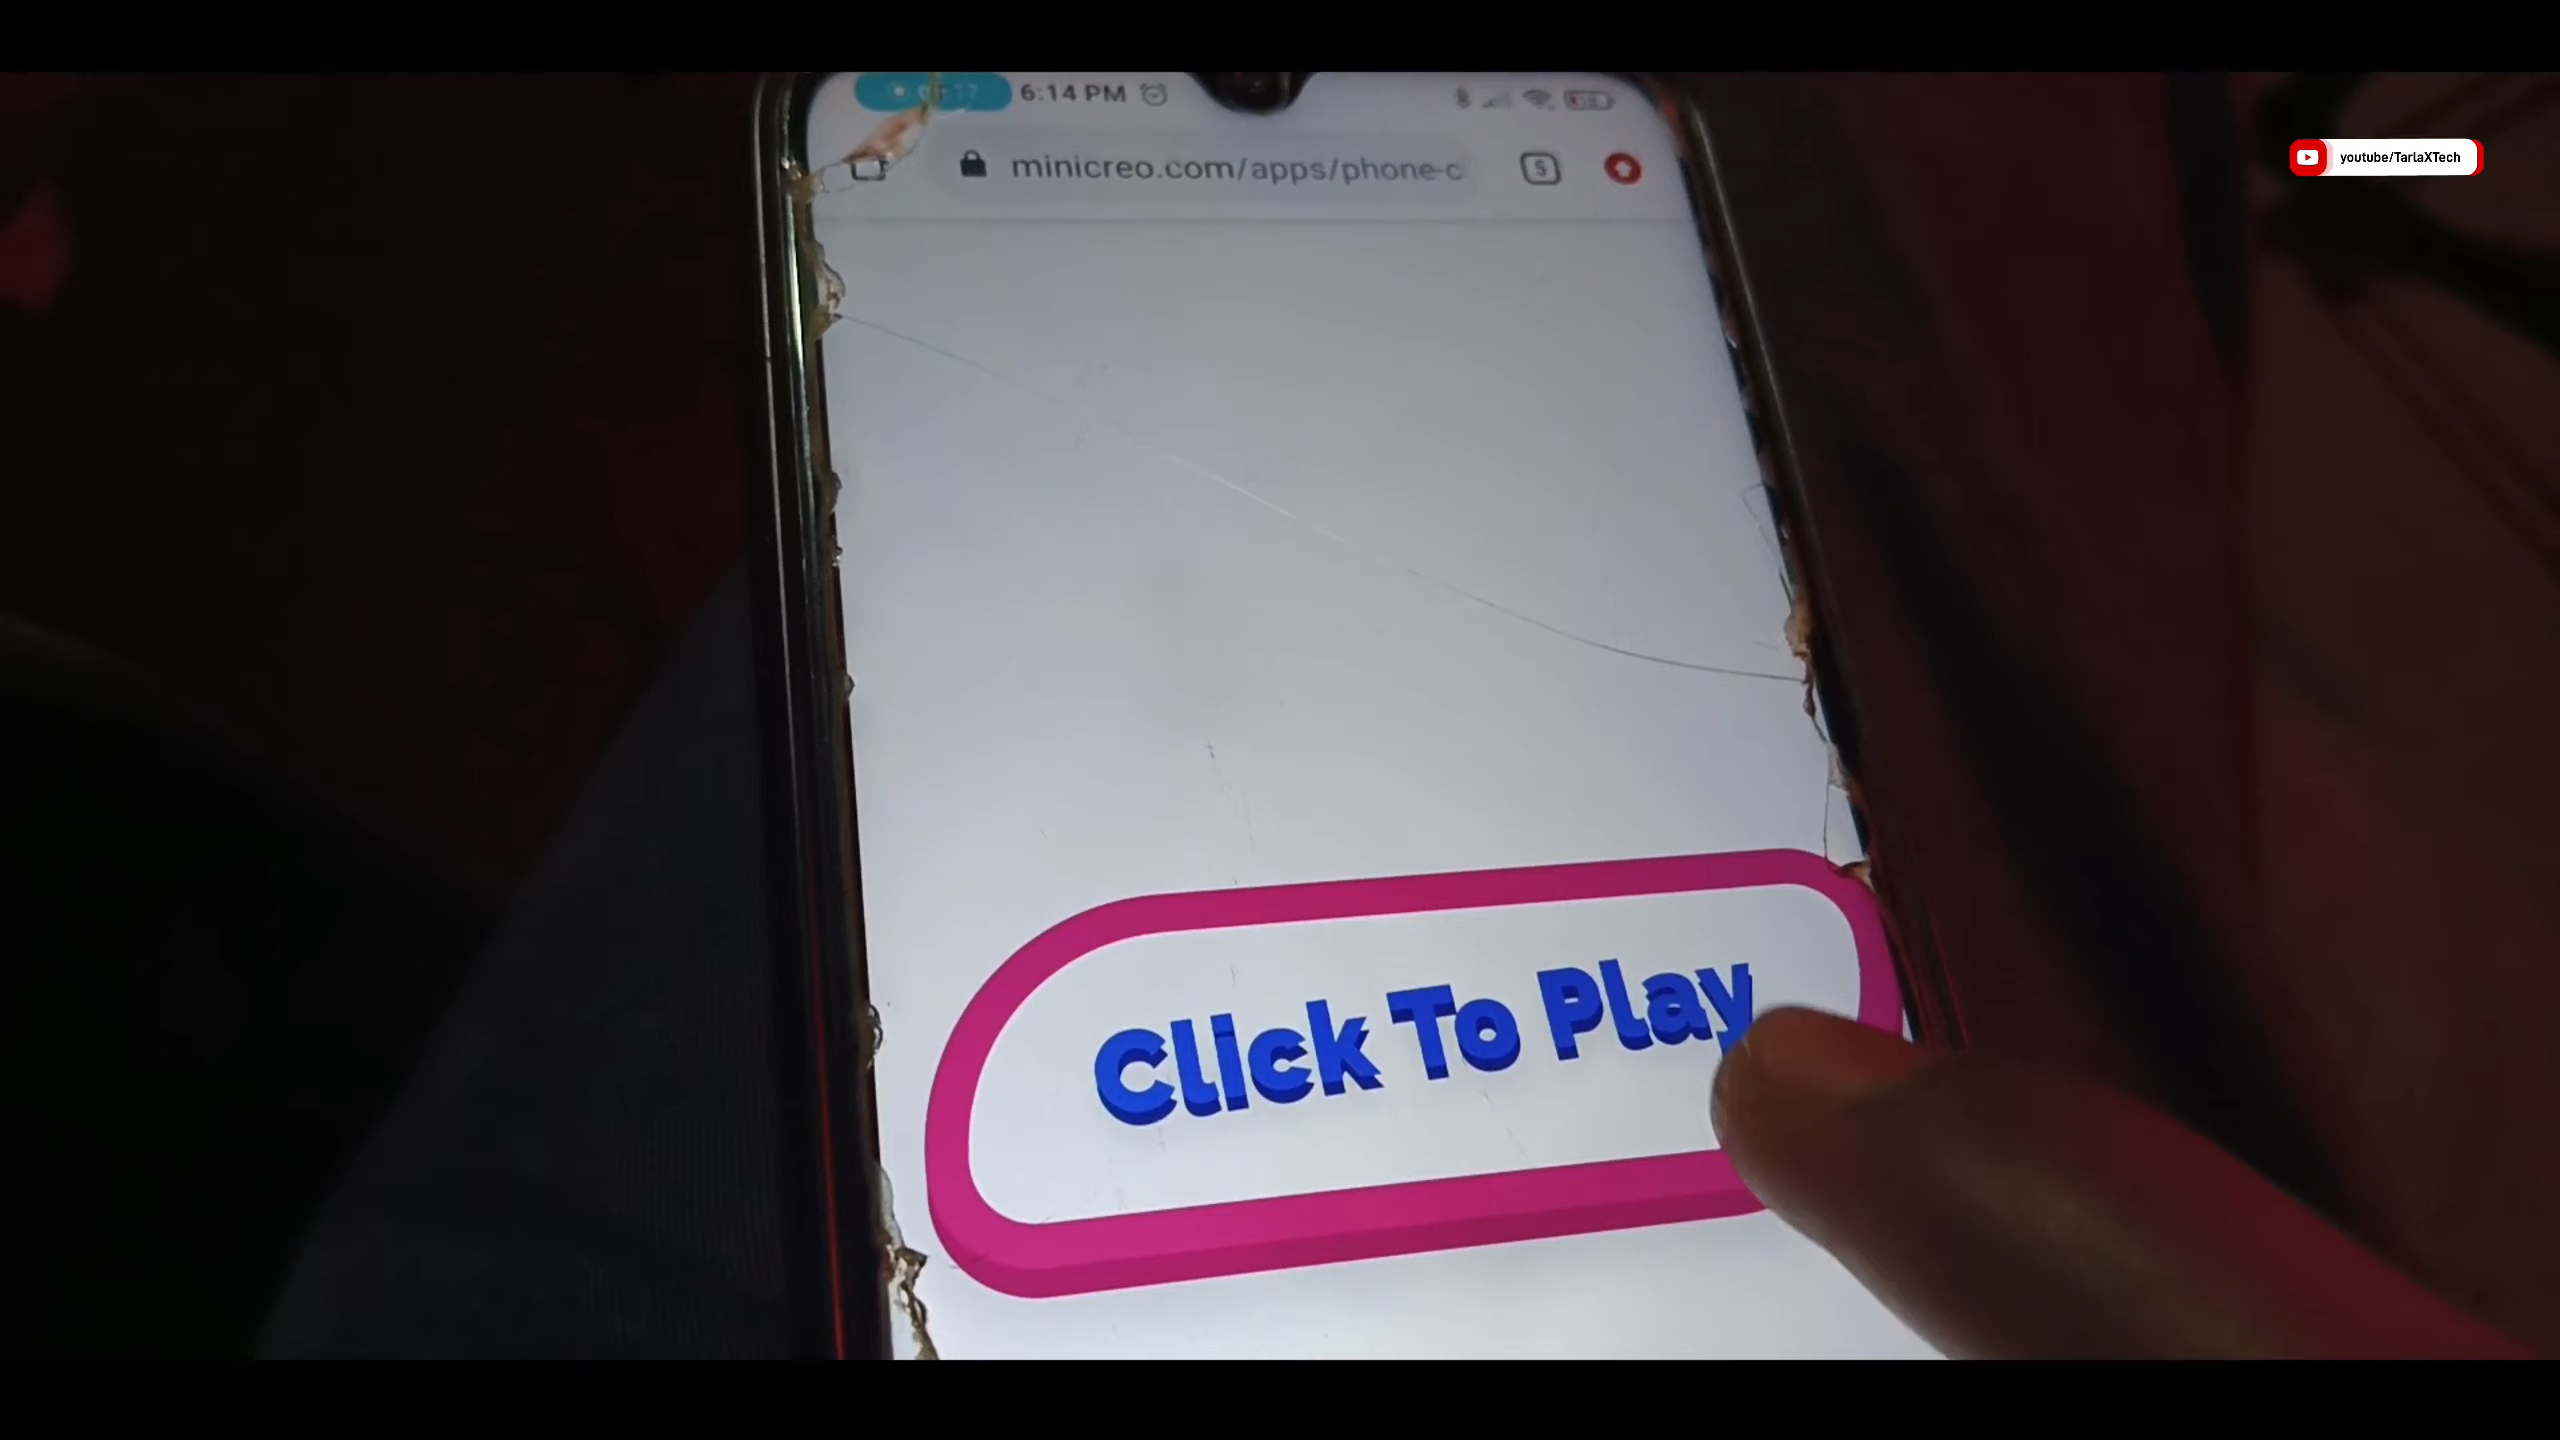 6:14 PM
youtube/TarlaXTech
minicreo.com/apps/phone-c
5
Click To Play